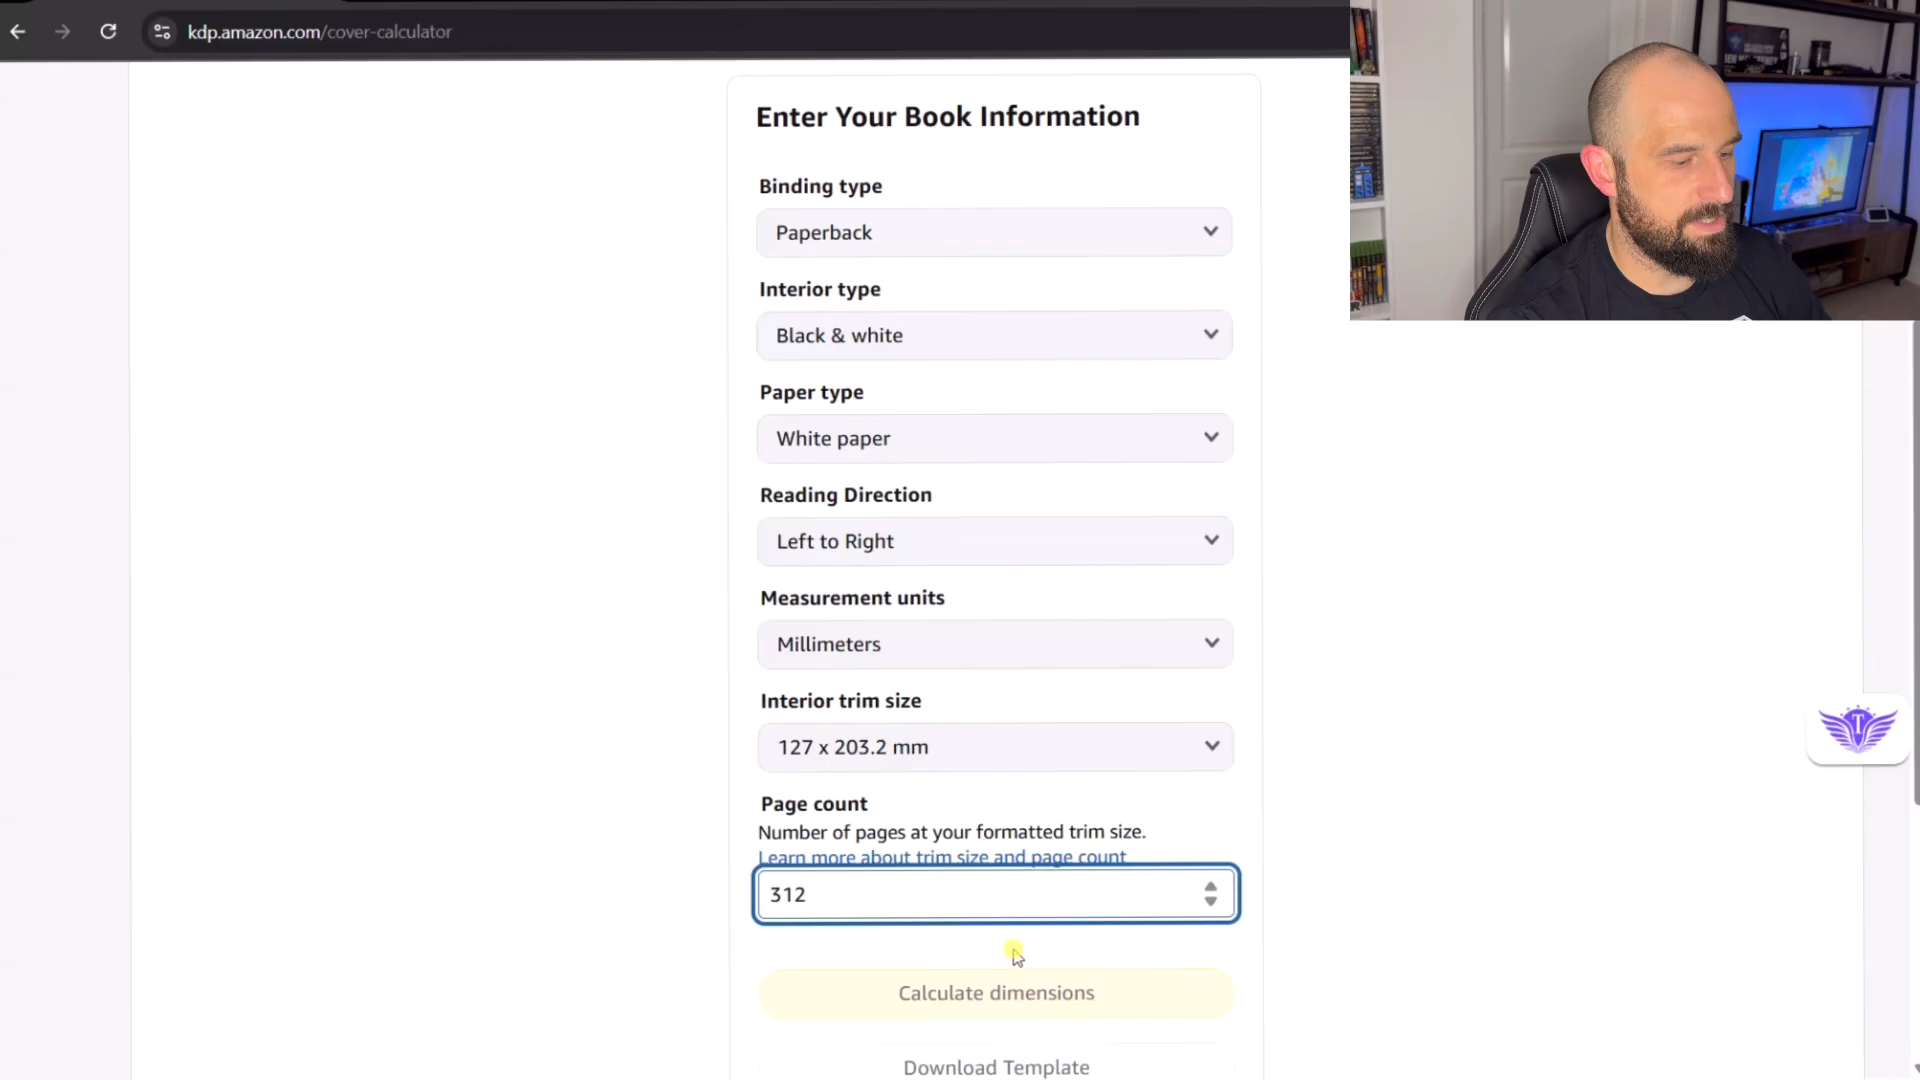 kdp.amazon.com/cover-calculator
Enter Your Book Information
Binding type
Paperback
Interior type
Black & white
Paper type
White paper
Reading Direction
Left to Right
Measurement units
Millimeters
Interior trim size
127 x 203.2 mm
Page count
Number of pages at your formatted trim size.
Learn more about trim size and page count
312
Calculate dimensions
Download Template
T